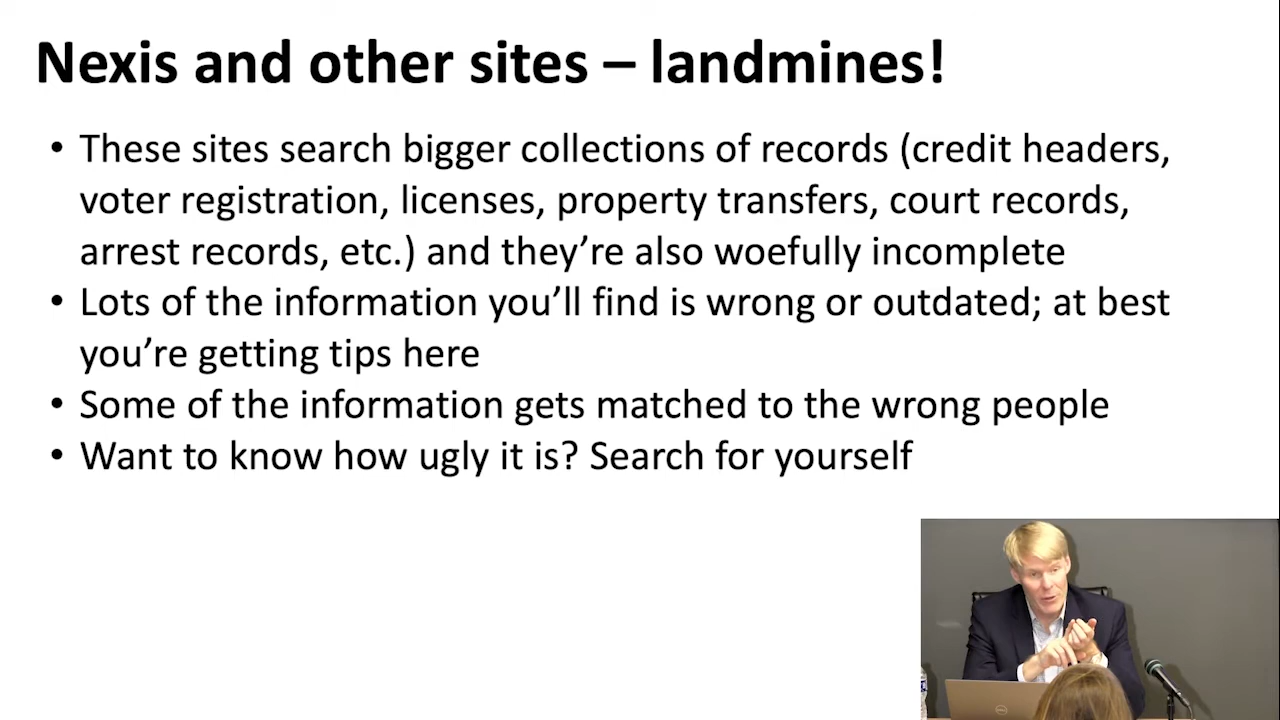 Nexis and other sites – landmines!
• These sites search bigger collections of records (credit headers,
voter registration, licenses, property transfers, court records,
arrest records, etc.) and they’re also woefully incomplete
• Lots of the information you’ll find is wrong or outdated; at best
you’re getting tips here
• Some of the information gets matched to the wrong people
• Want to know how ugly it is? Search for yourself